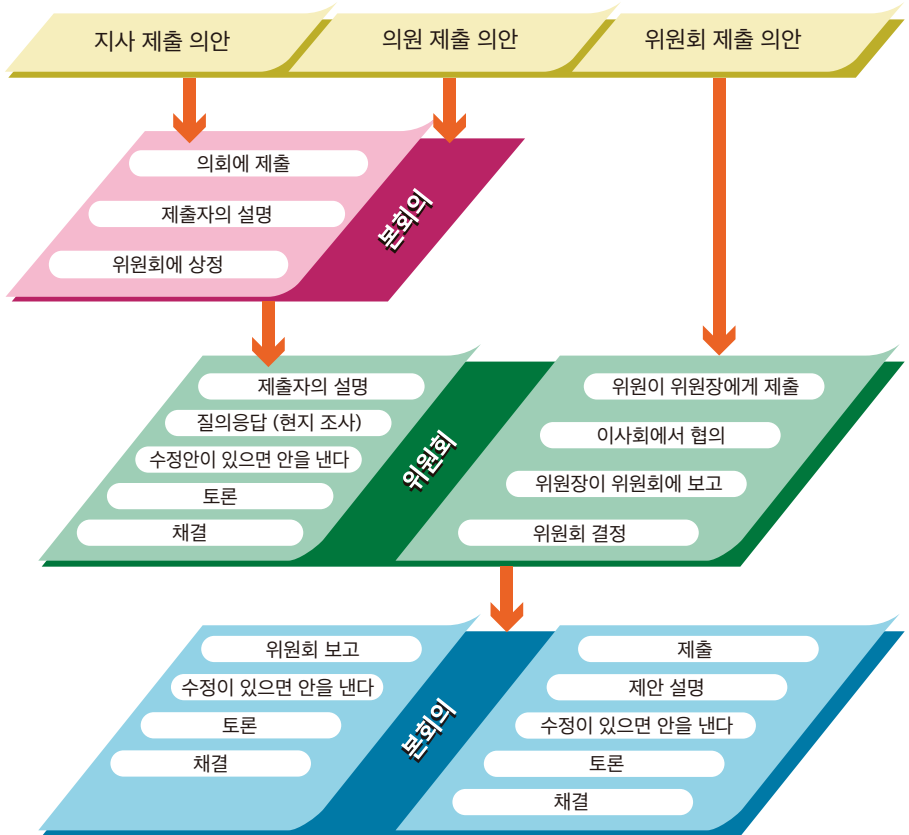 지사 제출 의안
의원 제출 의안
위원회 제출 의안
의회에 제출
제출자의 설명
위원회에 상정
본회의
제출자의 설명
질의응답 (현지 조사)
수정안이 있으면 안을 낸다
토론
채결
위원회
위원이 위원장에게 제출
이사회에서 협의
위원장이 위원회에 보고
위원회 결정
위원회 보고
수정이 있으면 안을 낸다
토론
채결
본회의
제출
제안 설명
수정이 있으면 안을 낸다
토론
채결